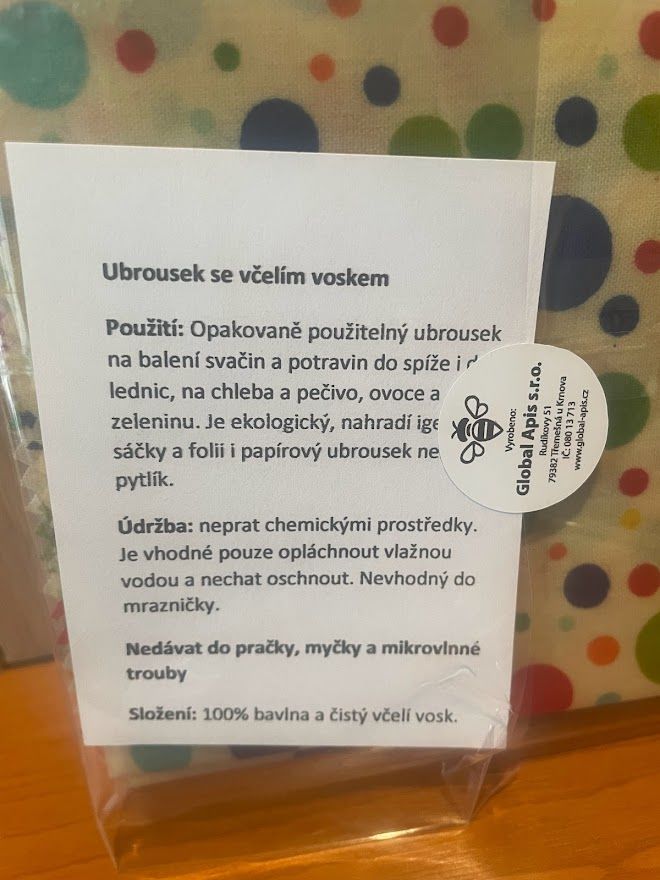 Ubrousek se včelím voskem
Použití: Opakovaně použitelný ubrousek
na balení svačin a potravin do spíže i
lednic, na chleba a pečivo, ovoce a
zeleninu. Je ekologický, nahradí
sáčky a folii i papírový ubrousek
pytlík.
Údržba: neprat chemickými prostředky.
Je vhodné pouze opláchnout vlažnou
vodou a nechat oschnout. Nevhodný do
mrazničky.
Nedávat do pračky, myčky a mikrovlnné
trouby
Složení: 100% bavlna a čistý včelí vosk.
Vyrobeno:
Global Apis s.r.o.
Rudíkovy 51
79382 Třemešná u Krnova
IČ: 080 13 713
www.global-apis.cz